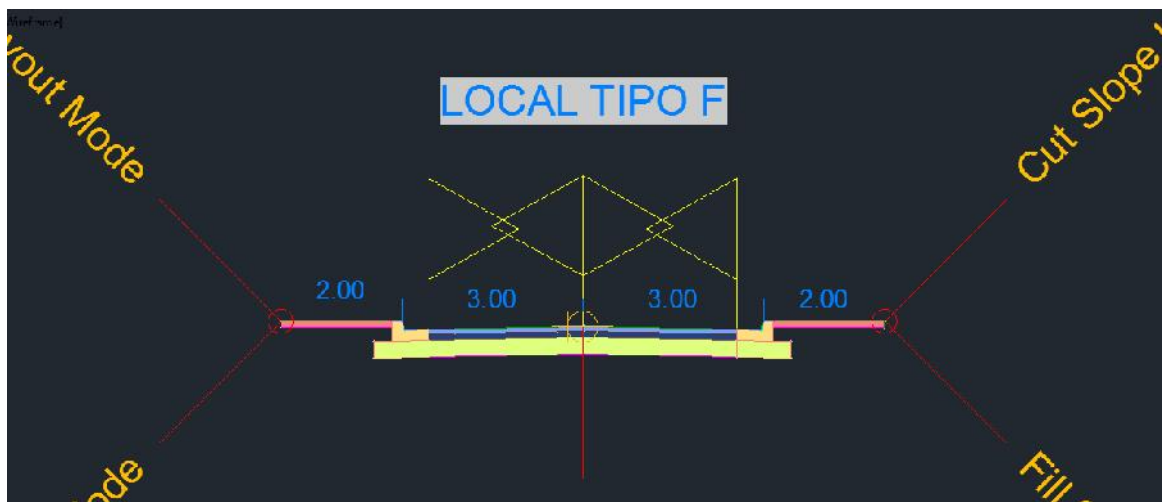 yout Mode
LOCAL TIPO F
Cut Slope
2.00
3.00
3.00
2.00
ode
Fill